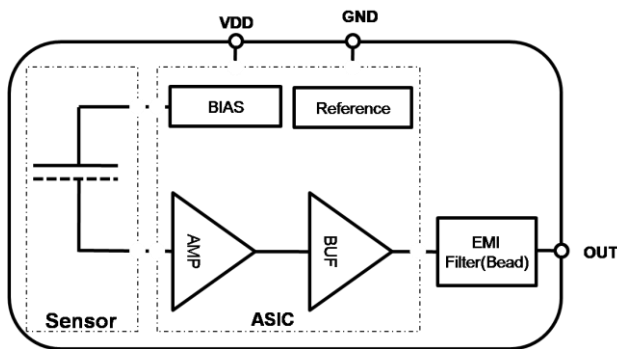 VDD
GND
BIAS
Reference
AMP
BUF
EMI
Filter(Bead)
OUT
Sensor
ASIC